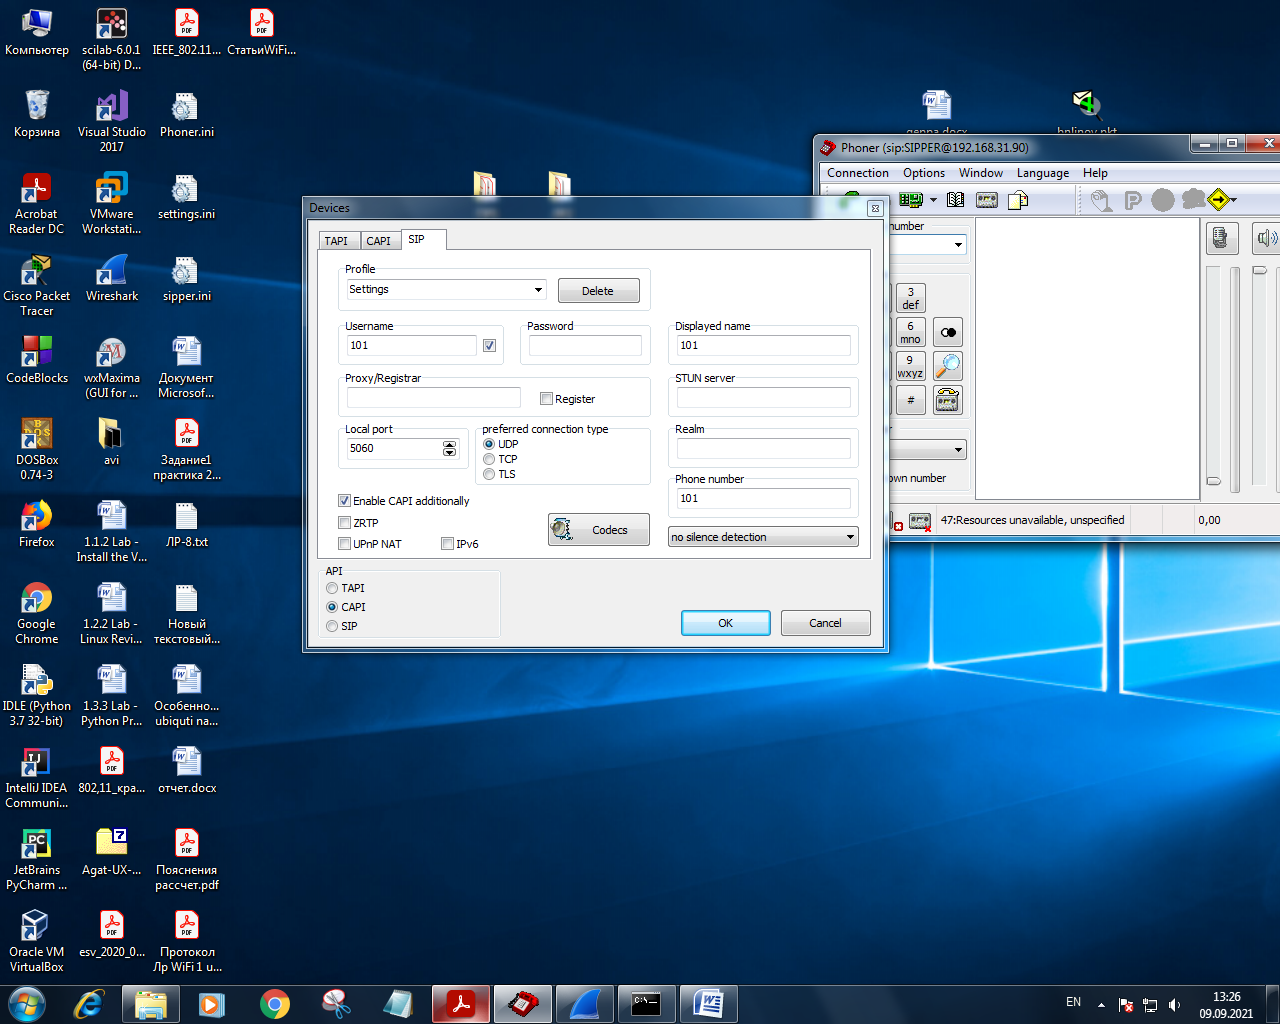 Компьютер
scilab-6.0.1
(64-bit) D...
IEEE_802.11...
СтатьиWiFi...
Корзина
Visual Studio
2017
Phoner.ini
Acrobat
Reader DC
VMware
Workstati...
settings.ini
Cisco Packet
Tracer
Wireshark
sipper.ini
CodeBlocks
wxMaxima
(GUI for ...
Документ
Microsof...
DOSBox
0.74-3
avi
Задание1
практика 2...
Firefox
1.1.2 Lab -
Install the V...
ЛР-8.txt
Google
Chrome
1.2.2 Lab -
Linux Revi...
Новый
текстовый...
IDLE (Python
3.7 32-bit)
1.3.3 Lab -
Python Pr...
Особенно...
ubiquti na...
IntelliJ IDEA
Communi...
802,11_кра...
отчет.docx
JetBrains
PyCharm ...
Agat-UX-...
Пояснения
рассчет.pdf
Oracle VM
VirtualBox
esv_2020_0...
Протокол
Лр WiFi 1 и...
Devices
TAPI
CAPI
SIP
Profile
Settings
Delete
Username
101
Password
Displayed name
101
Proxy/Registrar
Register
STUN server
Local port
5060
preferred connection type
UDP
TCP
TLS
Realm
Phone number
101
Enable CAPI additionally
ZRTP
UPnP NAT
IPv6
Codecs
no silence detection
API
TAPI
CAPI
SIP
OK
Cancel
Phoner (sip:SIPPER@192.168.31.90)
Connection Options Window Language Help
number
3
def
6
mno
9
wxyz
#
own number
47:Resources unavailable, unspecified
0,00
EN
13:26
09.09.2021